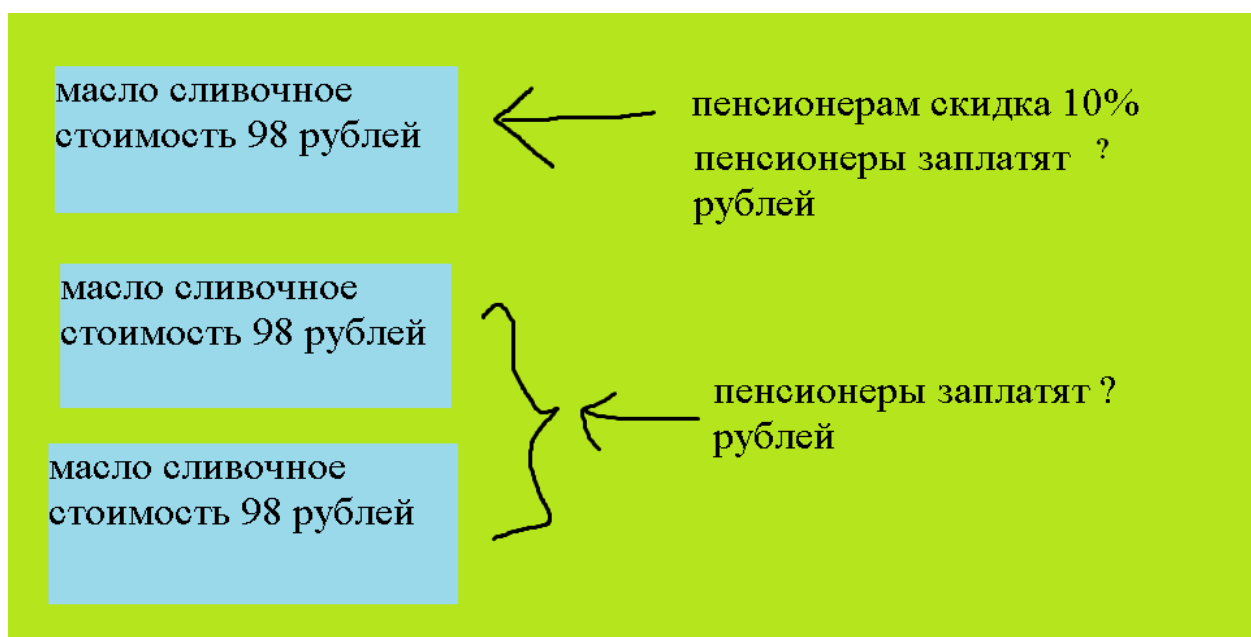 масло сливочное
стоимость 98 рублей
пенсионерам скидка 10%
пенсионеры заплатят ?
рублей
масло сливочное
стоимость 98 рублей
масло сливочное
стоимость 98 рублей
пенсионеры заплатят ?
рублей